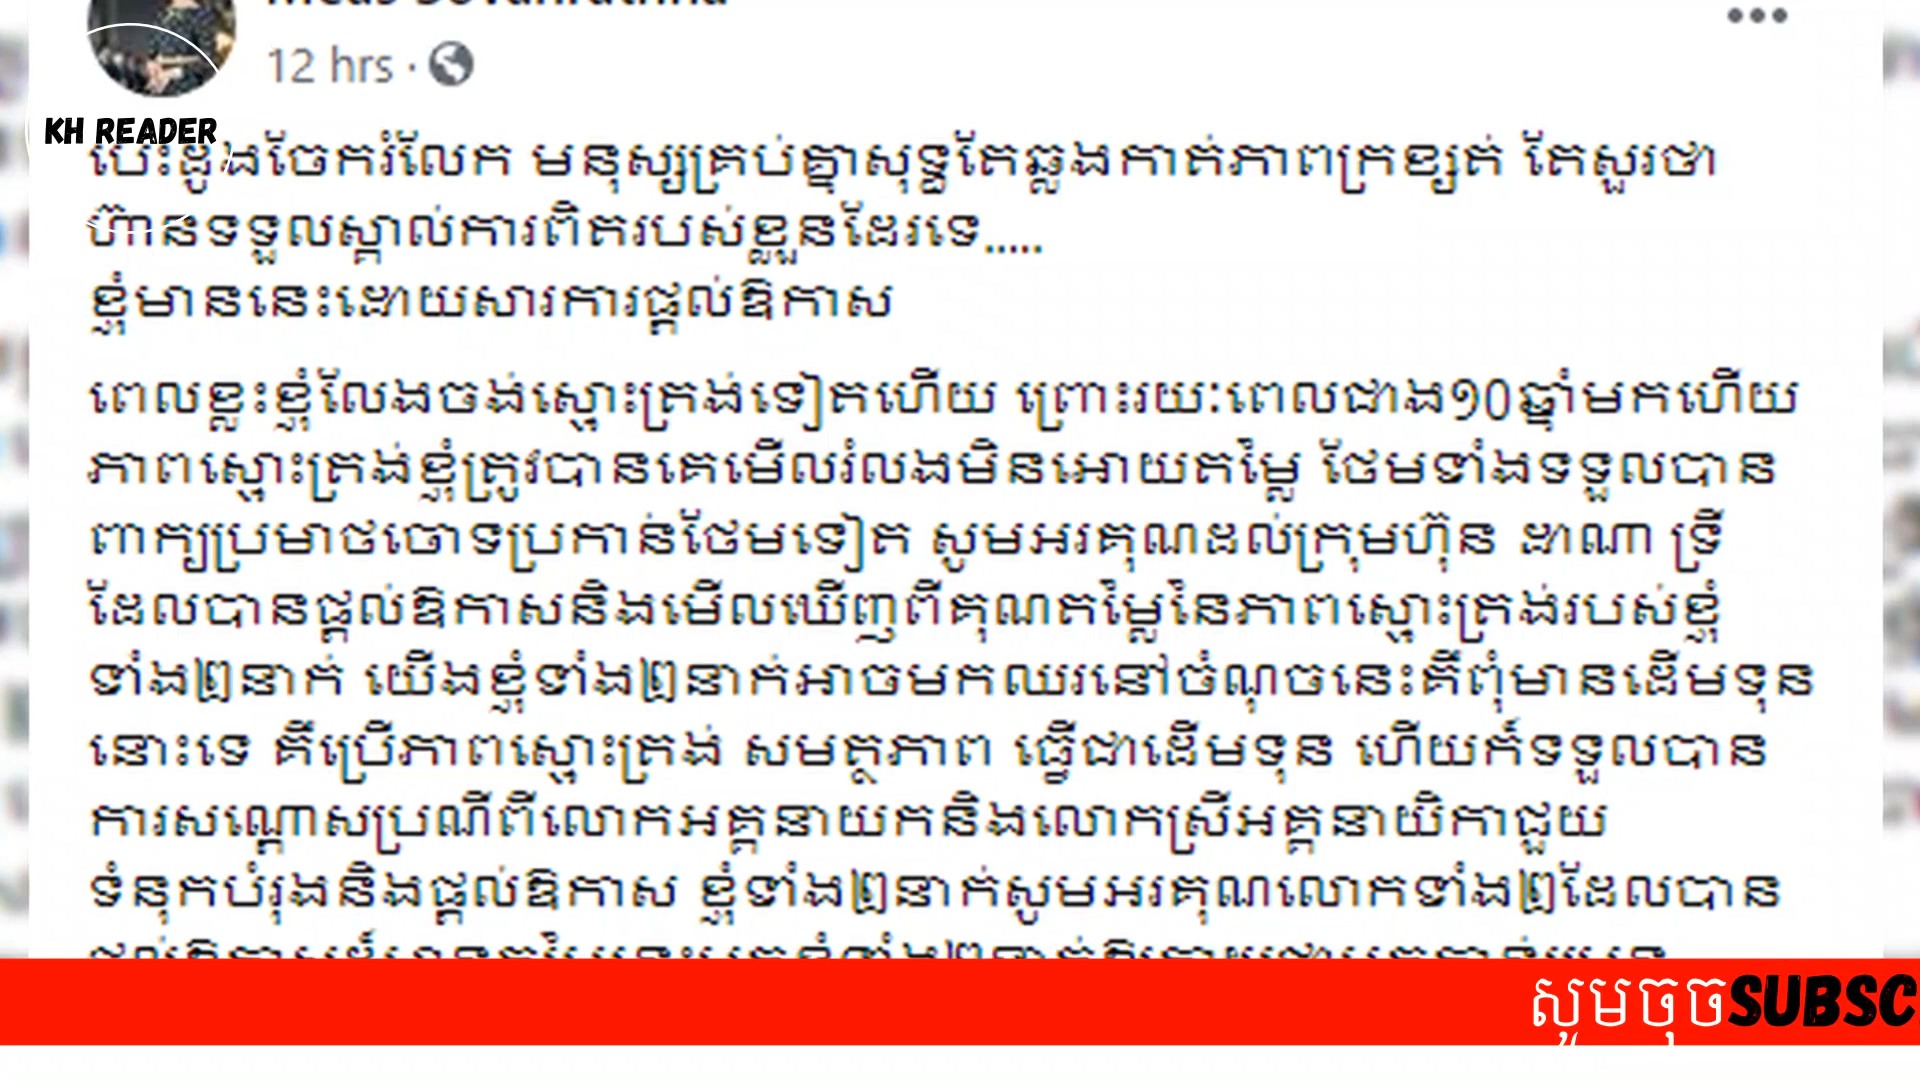 12 hrs
KH READER
បេះដូងចែករំលែក មនុស្សគ្រប់គ្នាសុទ្ធតែឆ្លងកាត់ភាពក្រខ្សត់ តែសួរថា
ហ៊ានទទួលស្គាល់ការពិតរបស់ខ្លួនដែរទេ.....
ខ្ញុំមាននេះដោយសារការផ្តល់ឱកាស
ពេលខ្លះខ្ញុំលែងចង់ស្មោះត្រង់ទៀតហើយ ព្រោះរយៈពេលជាង១០ឆ្នាំមកហើយ
ភាពស្មោះត្រង់ខ្ញុំត្រូវបានគេមើលរំលងមិនអោយតម្លៃ ថែមទាំងទទួលបាន
ពាក្យប្រមាថចោទប្រកាន់ថែមទៀត សូមអរគុណដល់ក្រុមហ៊ុន ដាណា ទ្រី
ដែលបានផ្តល់ឱកាសនិងមើលឃើញពីគុណតម្លៃនៃភាពស្មោះត្រង់របស់ខ្ញុំ
ទាំង២នាក់ យើងខ្ញុំទាំង២នាក់អាចមកឈរនៅចំណុចនេះគឺពុំមានដើមទុន
នោះទេ គឺប្រើភាពស្មោះត្រង់ សមត្ថភាព ធ្វើជាដើមទុន ហើយក៏ទទួលបាន
ការសណ្តោសប្រណីពីលោកអគ្គនាយកនិងលោកស្រីអគ្គនាយិកាជួយ
ទំនុកបំរុងនិងផ្តល់ឱកាស ខ្ញុំទាំង២នាក់សូមអរគុណលោកទាំង២ដែលបាន
សូមចុចSUBSC